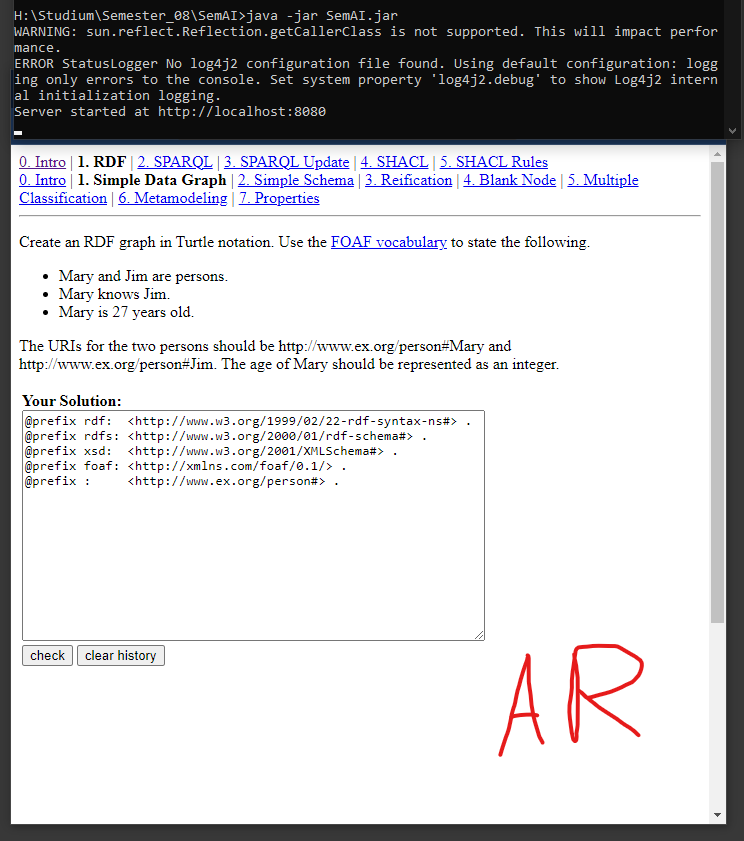 H:\Studium\Semester_08\SemAI>java -jar SemAI.jar
WARNING: sun.reflect.Reflection.getCallerClass is not supported. This will impact perfor
mance.
ERROR StatusLogger No log4j2 configuration file found. Using default configuration: logg
ing only errors to the console. Set system property 'log4j2.debug' to show Log4j2 intern
al initialization logging.
Server started at http://localhost:8080
0. Intro | 1. RDF | 2. SPARQL | 3. SPARQL Update | 4. SHACL | 5. SHACL Rules
0. Intro | 1. Simple Data Graph | 2. Simple Schema | 3. Reification | 4. Blank Node | 5. Multiple
Classification | 6. Metamodeling | 7. Properties
Create an RDF graph in Turtle notation. Use the FOAF vocabulary to state the following.
• Mary and Jim are persons.
• Mary knows Jim.
• Mary is 27 years old.
The URIs for the two persons should be http://www.ex.org/person#Mary and
http://www.ex.org/person#Jim. The age of Mary should be represented as an integer.
Your Solution:
@prefix rdf:  <http://www.w3.org/1999/02/22-rdf-syntax-ns#> .
@prefix rdfs: <http://www.w3.org/2000/01/rdf-schema#> .
@prefix xsd:  <http://www.w3.org/2001/XMLSchema#> .
@prefix foaf: <http://xmlns.com/foaf/0.1/> .
@prefix :     <http://www.ex.org/person#> .
check clear history
AR